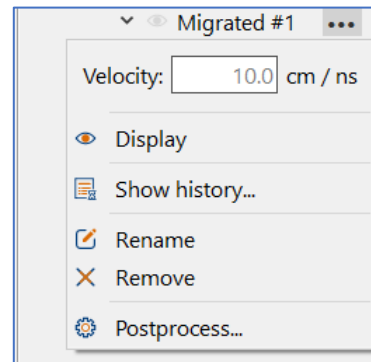 Migrated #1 •••
Velocity: 10.0 cm / ns
Display
Show history...
Rename
Remove
Postprocess...